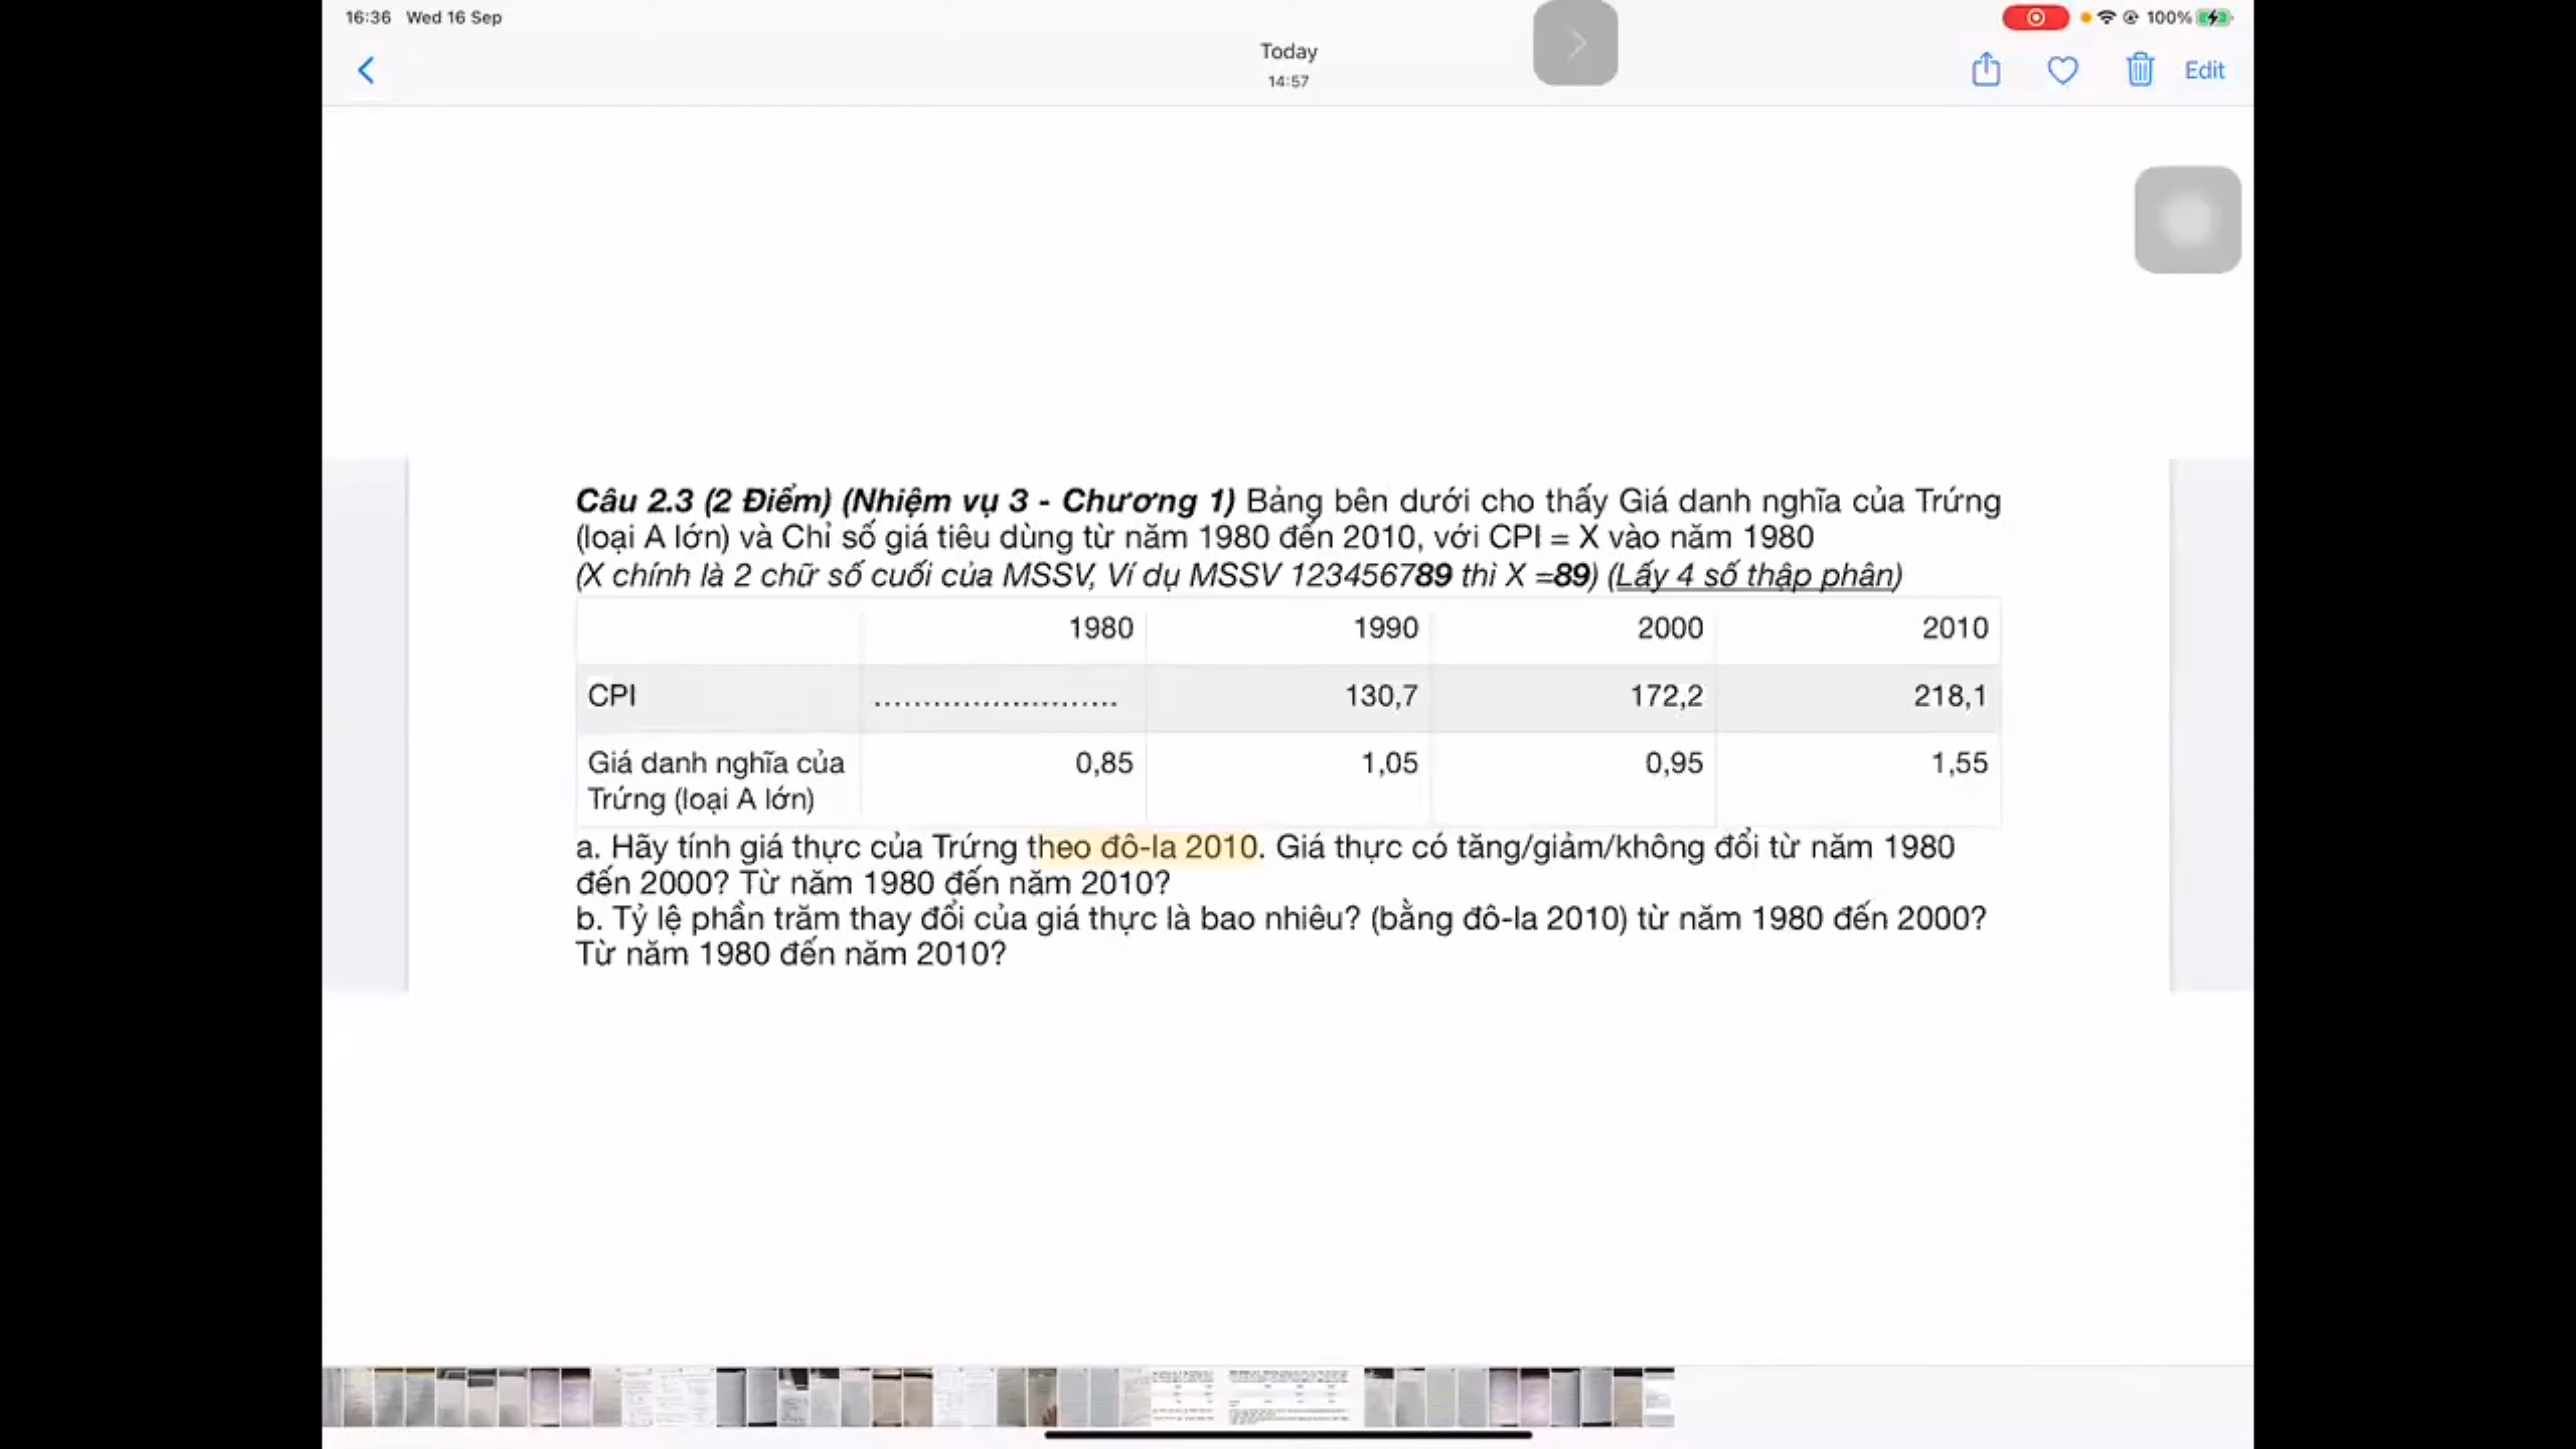 16:36 Wed 16 Sep
100%
Today
14:57
Edit
Câu 2.3 (2 Điểm) (Nhiệm vụ 3 - Chương 1) Bảng bên dưới cho thấy Giá danh nghĩa của Trứng
(loại A lớn) và Chỉ số giá tiêu dùng từ năm 1980 đến 2010, với CPI = X vào năm 1980
(X chính là 2 chữ số cuối của MSSV, Ví dụ MSSV 123456789 thì X =89) (Lấy 4 số thập phân)
1980 1990 2000 2010
CPI ......................... 130,7 172,2 218,1
Giá danh nghĩa của 0,85 1,05 0,95 1,55
Trứng (loại A lớn)
a. Hãy tính giá thực của Trứng theo đô-la 2010. Giá thực có tăng/giảm/không đổi từ năm 1980
đến 2000? Từ năm 1980 đến năm 2010?
b. Tỷ lệ phần trăm thay đổi của giá thực là bao nhiêu? (bằng đô-la 2010) từ năm 1980 đến 2000?
Từ năm 1980 đến năm 2010?